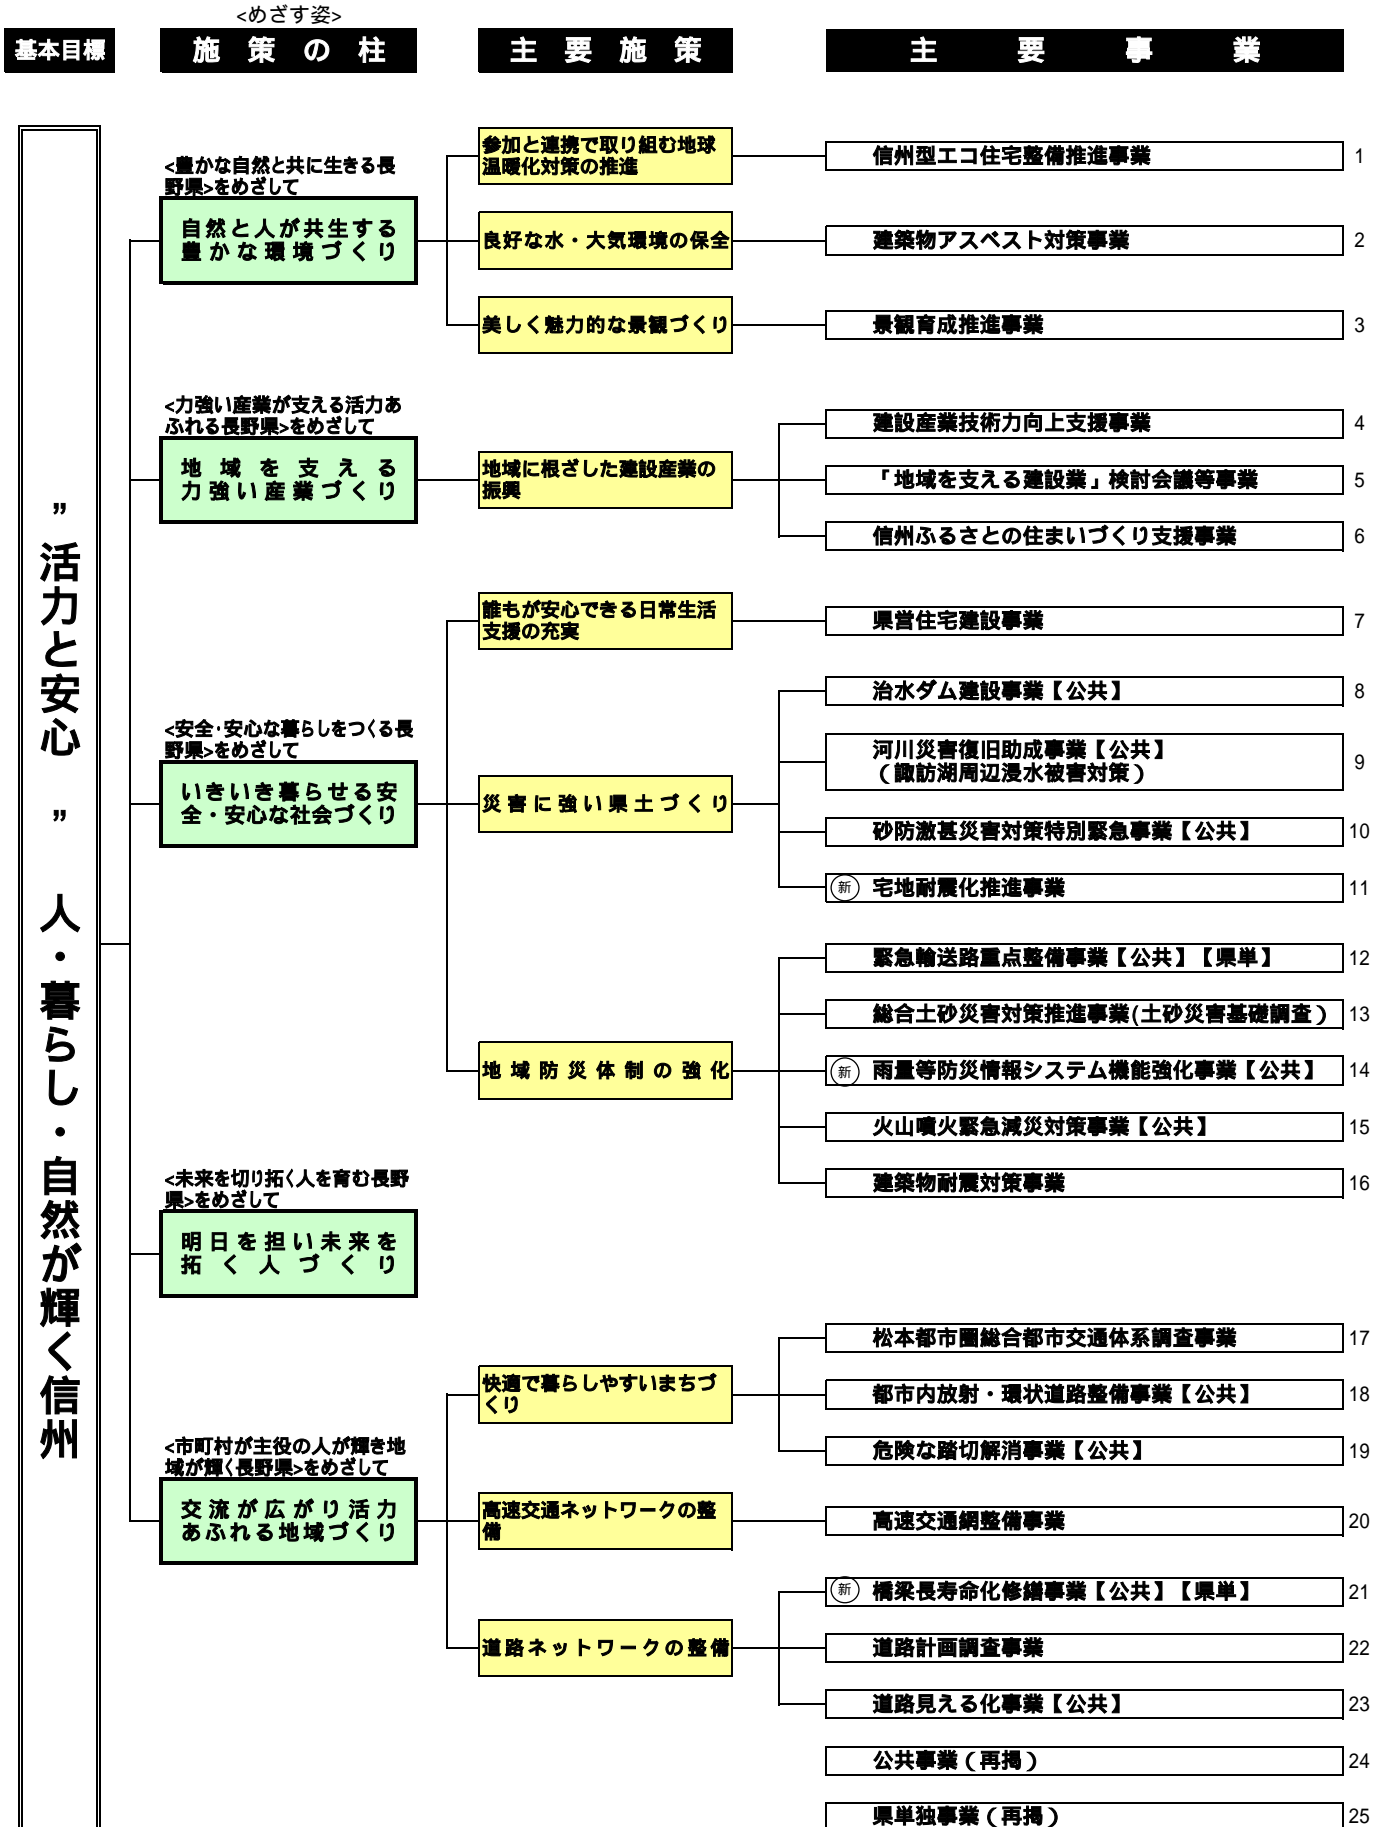 <めざす姿>
基本目標
施策の柱
主要施策
主要事業
”活力と安心　”　人・暮らし・自然が輝く信州
<豊かな自然と共に生きる長
野県>をめざして
自然と人が共生する
豊かな環境づくり
参加と連携で取り組む地球
温暖化対策の推進
信州型エコ住宅整備推進事業 1
良好な水・大気環境の保全
建築物アスベスト対策事業 2
美しく魅力的な景観づくり
景観育成推進事業 3
<力強い産業が支える活力あ
ふれる長野県>をめざして
地域を支える
力強い産業づくり
地域に根ざした建設産業の
振興
建設産業技術力向上支援事業 4
「地域を支える建設業」検討会議等事業 5
信州ふるさとの住まいづくり支援事業 6
<安全・安心な暮らしをつくる長
野県>をめざして
いきいき暮らせる安
全・安心な社会づくり
誰もが安心できる日常生活
支援の充実
県営住宅建設事業 7
災害に強い県土づくり
治水ダム建設事業【公共】 8
河川災害復旧助成事業【公共】
（諏訪湖周辺浸水被害対策） 9
砂防激甚災害対策特別緊急事業【公共】 10
新 宅地耐震化推進事業 11
地域防災体制の強化
緊急輸送路重点整備事業【公共】【県単】 12
総合土砂災害対策推進事業(土砂災害基礎調査） 13
新 雨量等防災情報システム機能強化事業【公共】 14
火山噴火緊急減災対策事業【公共】 15
建築物耐震対策事業 16
<未来を切り拓く人を育む長野
県>をめざして
明日を担い未来を
拓く人づくり
<市町村が主役の人が輝き地
域が輝く長野県>をめざして
交流が広がり活力
あふれる地域づくり
快適で暮らしやすいまちづ
くり
松本都市圏総合都市交通体系調査事業 17
都市内放射・環状道路整備事業【公共】 18
危険な踏切解消事業【公共】 19
高速交通ネットワークの整
備
高速交通網整備事業 20
道路ネットワークの整備
新 橋梁長寿命化修繕事業【公共】【県単】 21
道路計画調査事業 22
道路見える化事業【公共】 23
公共事業（再掲） 24
県単独事業（再掲） 25